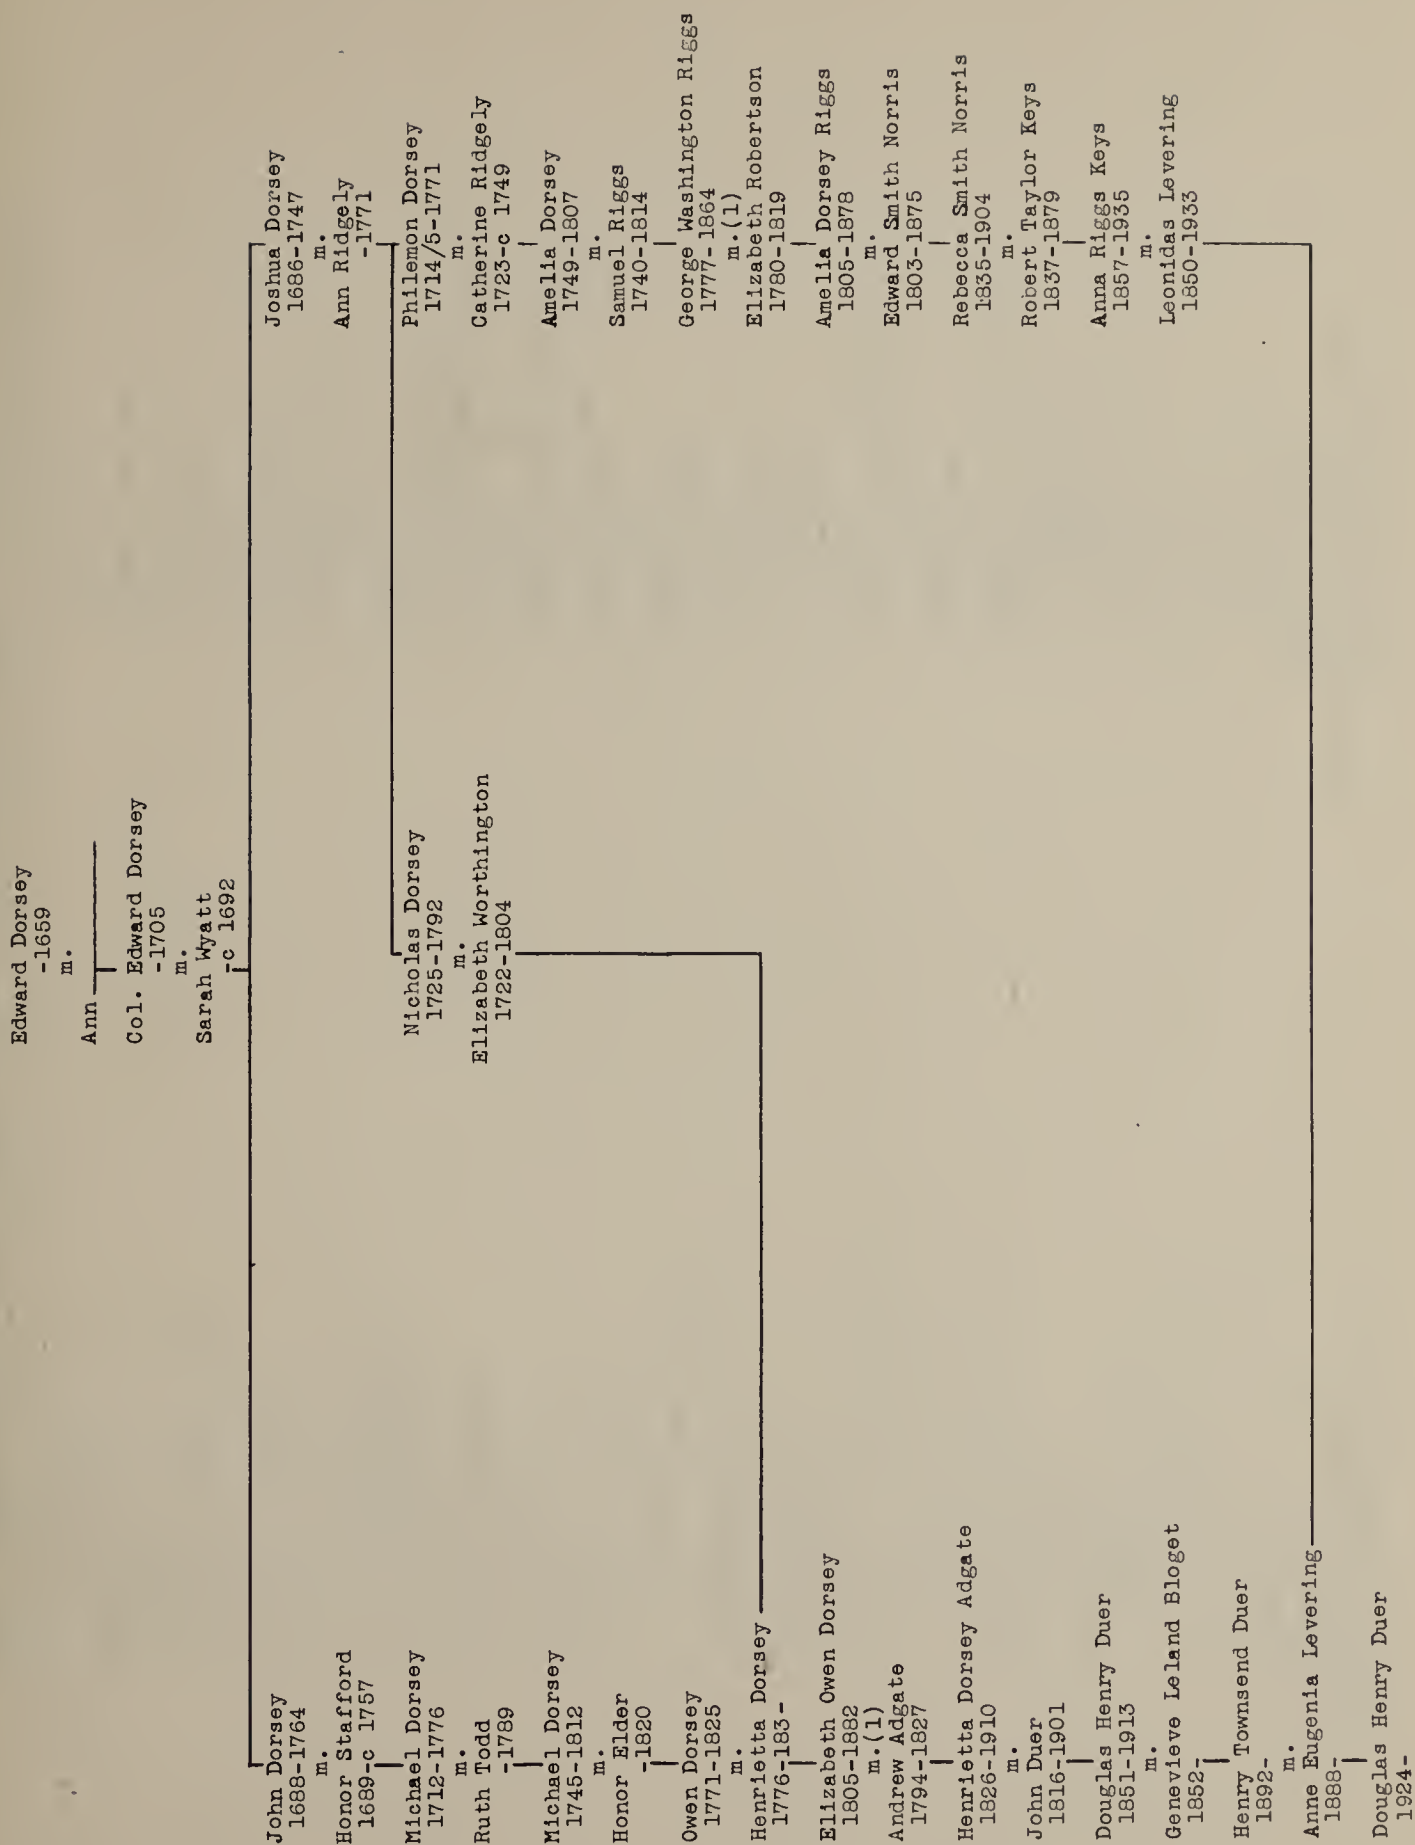 Edward Dorsey
-1659
m.
Ann
Col. Edward Dorsey
-1705
m.
Sarah Wyatt
-c 1692
John Dorsey
1688-1764
m.
Honor Stafford
1689-c 1757
Michael Dorsey
1712-1776
m.
Ruth Todd
-1789
Michael Dorsey
1745-1812
m.
Honor Elder
-1820
Owen Dorsey
1771-1825
m.
Henrietta Dorsey
1776-183-
Elizabeth Owen Dorsey
1805-1882
m.(1)
Andrew Adgate
1794-1827
Henrietta Dorsey Adgate
1826-1910
m.
John Duer
1816-1901
Douglas Henry Duer
1851-1913
m.
Genevieve Leland Bloget
1852-
Henry Townsend Duer
1892-
m.
Anne Eugenia Levering
1888-
Douglas Henry Duer
1924-
Nicholas Dorsey
1725-1792
m.
Elizabeth Worthington
1722-1804
Joshua Dorsey
1686-1747
m.
Ann Ridgely
-1771
Philemon Dorsey
1714/5-1771
m.
Catherine Ridgely
1723-c 1749
Amelia Dorsey
1749-1807
m.
Samuel Riggs
1740-1814
George Washington Riggs
1777-1864
m.(1)
Elizabeth Robertson
1780-1819
Amelia Dorsey Riggs
1805-1878
m.
Edward Smith Norris
1803-1875
Rebecca Smith Norris
1835-1904
m.
Robert Taylor Keys
1837-1879
Anna Riggs Keys
1857-1935
m.
Leonidas Levering
1850-1933